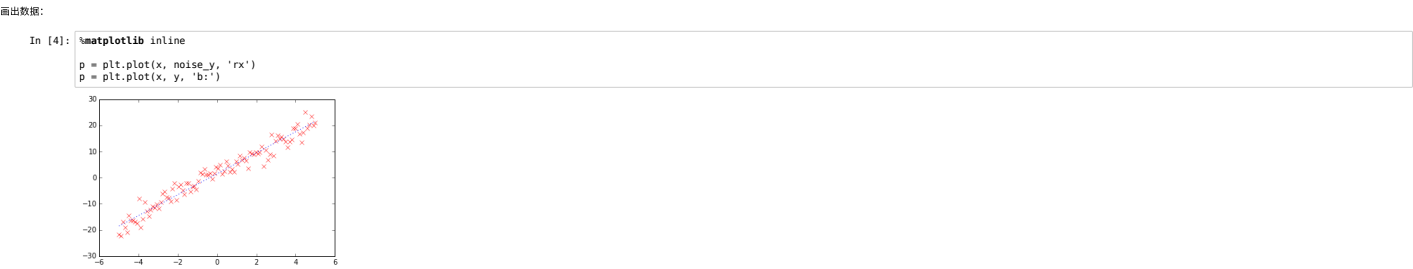 画出数据：
In [4]: %matplotlib inline
p = plt.plot(x, noise_y, 'rx')
p = plt.plot(x, y, 'b:')
30
20
10
0
−10
−20
−30
−6 −4 −2 0 2 4 6